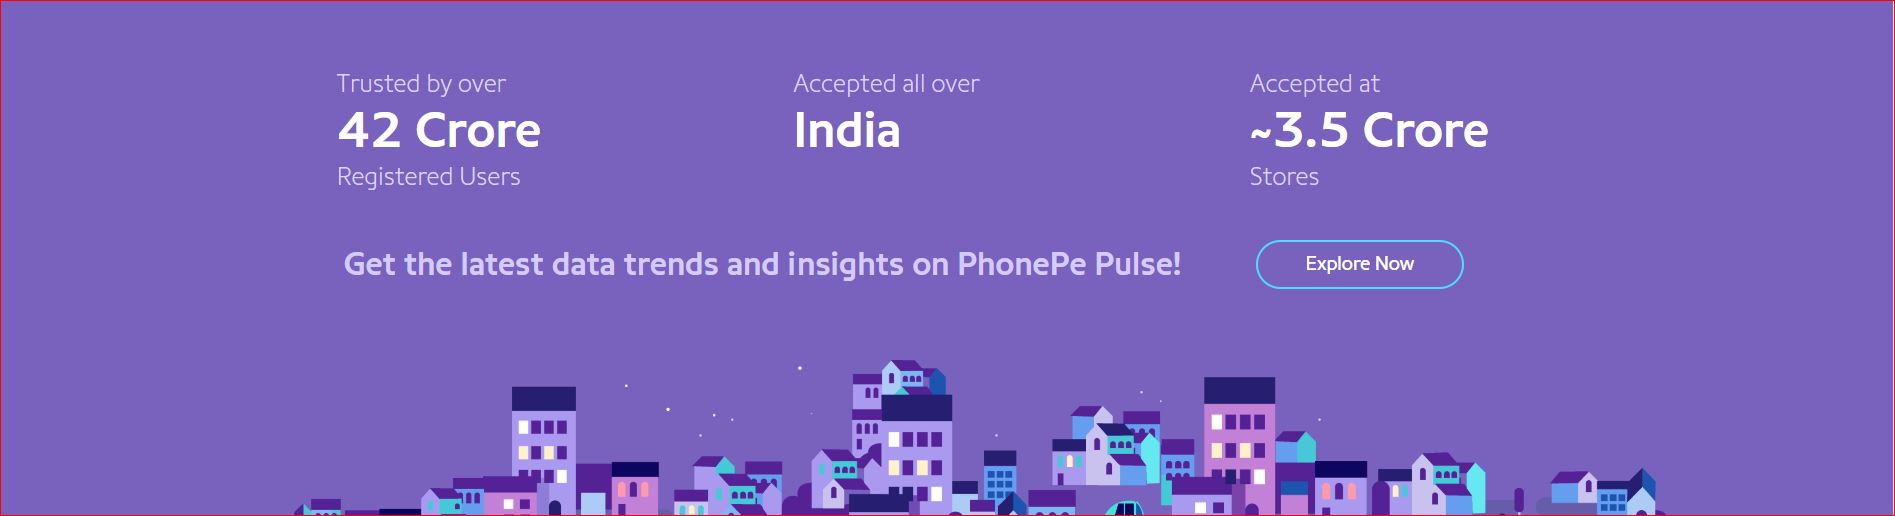 Trusted by over
42 Crore
Registered Users
Accepted all over
India
Accepted at
~3.5 Crore
Stores
Get the latest data trends and insights on PhonePe Pulse!
Explore Now